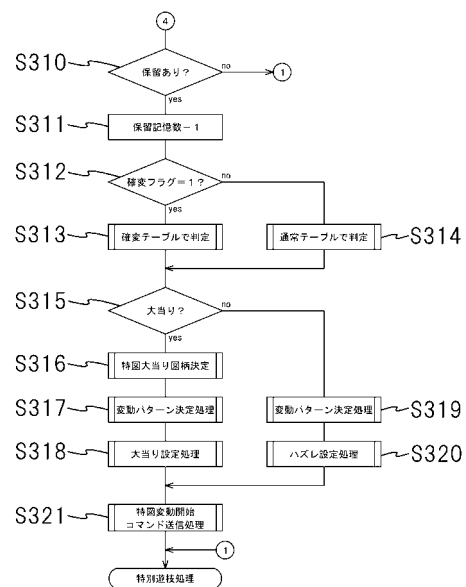 4
S310
保留あり?
no
1
yes
S311
保留記憶数-1
S312
確変フラグ=1?
no
yes
S313
確変テーブルで判定
通常テーブルで判定
S314
S315
大当り?
no
yes
S316
特図大当り図柄決定
S317
変動パターン決定処理
変動パターン決定処理
S319
S318
大当り設定処理
ハズレ設定処理
S320
S321
特図変動開始
コマンド送信処理
1
特別遊技処理